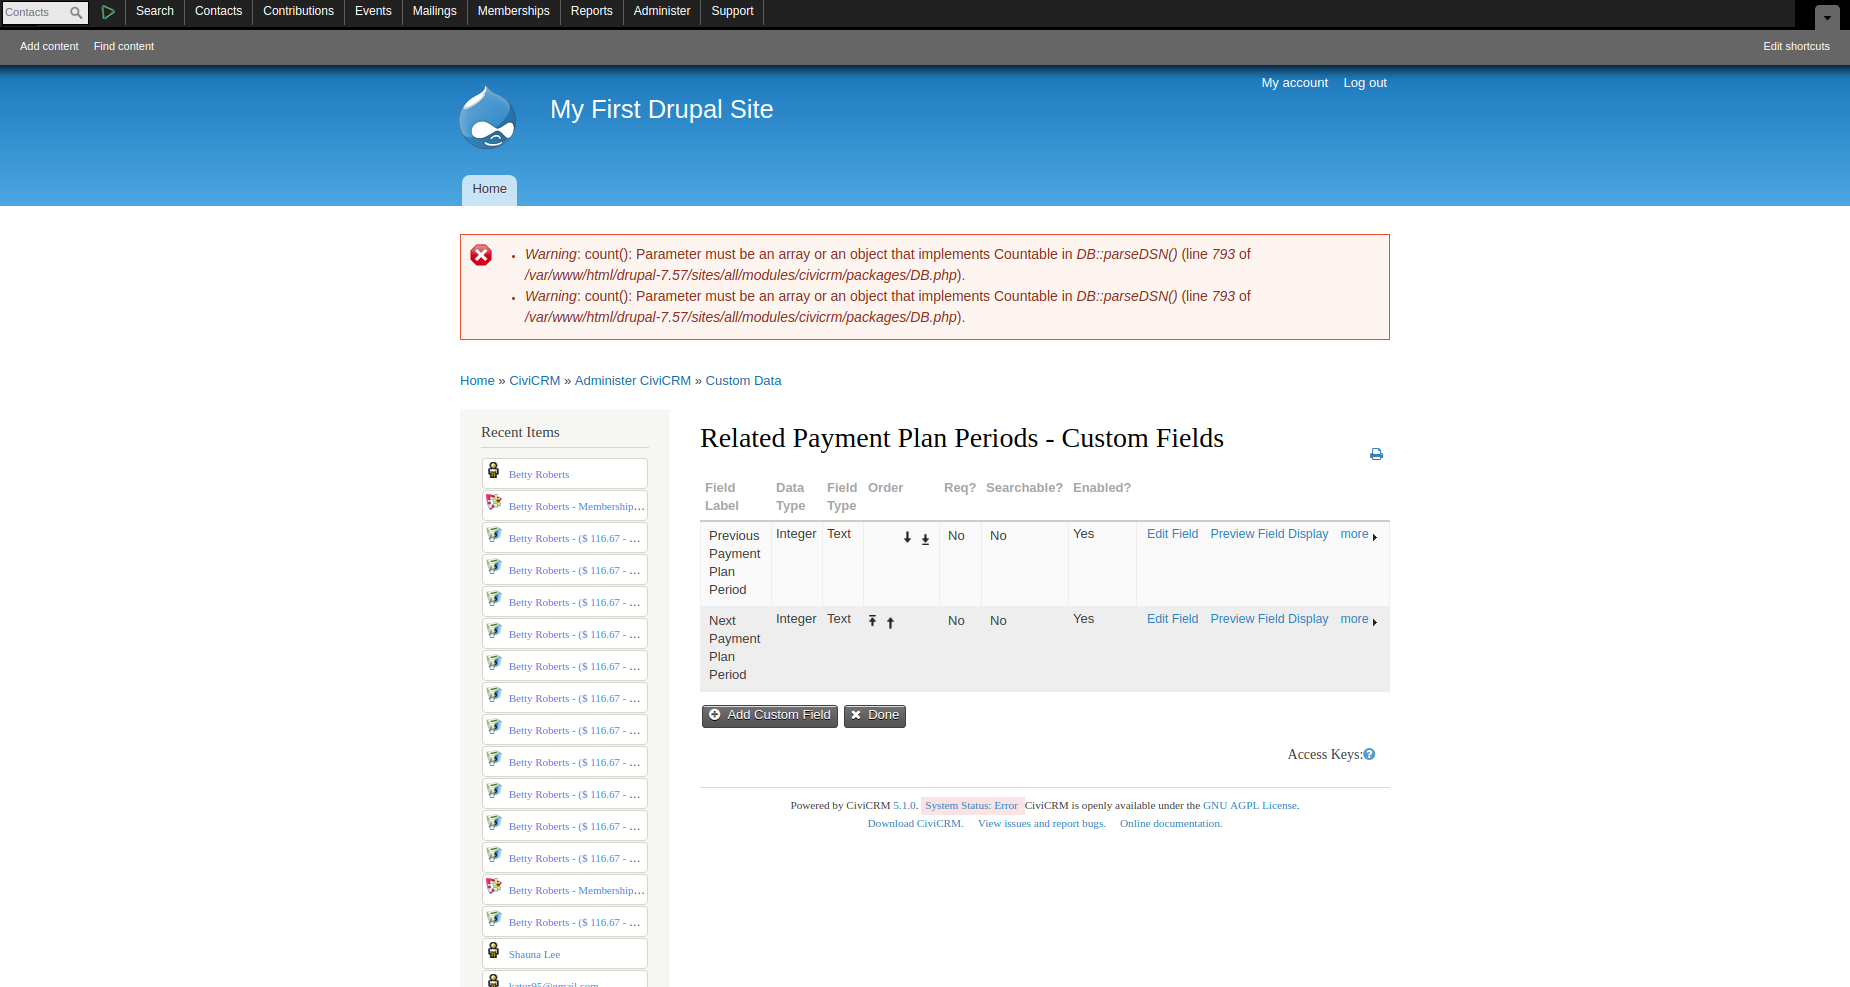 Contacts
Search Contacts Contributions Events Mailings Memberships Reports Administer Support
Add content Find content Edit shortcuts
My account Log out
My First Drupal Site
Home
Warning: count(): Parameter must be an array or an object that implements Countable in DB::parseDSN() (line 793 of
/var/www/html/drupal-7.57/sites/all/modules/civicrm/packages/DB.php).
Warning: count(): Parameter must be an array or an object that implements Countable in DB::parseDSN() (line 793 of
/var/www/html/drupal-7.57/sites/all/modules/civicrm/packages/DB.php).
Home » CiviCRM » Administer CiviCRM » Custom Data
Recent Items
Betty Roberts
Betty Roberts - Membership...
Betty Roberts - ($ 116.67 - ...
Betty Roberts - ($ 116.67 - ...
Betty Roberts - ($ 116.67 - ...
Betty Roberts - ($ 116.67 - ...
Betty Roberts - ($ 116.67 - ...
Betty Roberts - ($ 116.67 - ...
Betty Roberts - ($ 116.67 - ...
Betty Roberts - ($ 116.67 - ...
Betty Roberts - ($ 116.67 - ...
Betty Roberts - ($ 116.67 - ...
Betty Roberts - ($ 116.67 - ...
Betty Roberts - Membership...
Betty Roberts - ($ 116.67 - ...
Shauna Lee
kator95@gmail.com
Related Payment Plan Periods - Custom Fields
Field Data Field Order Req? Searchable? Enabled?
Label Type Type
Previous Integer Text No No Yes Edit Field Preview Field Display more
Payment
Plan
Period
Next Integer Text No No Yes Edit Field Preview Field Display more
Payment
Plan
Period
Add Custom Field Done
Access Keys:
Powered by CiviCRM 5.1.0. System Status: Error CiviCRM is openly available under the GNU AGPL License.
Download CiviCRM. View issues and report bugs. Online documentation.